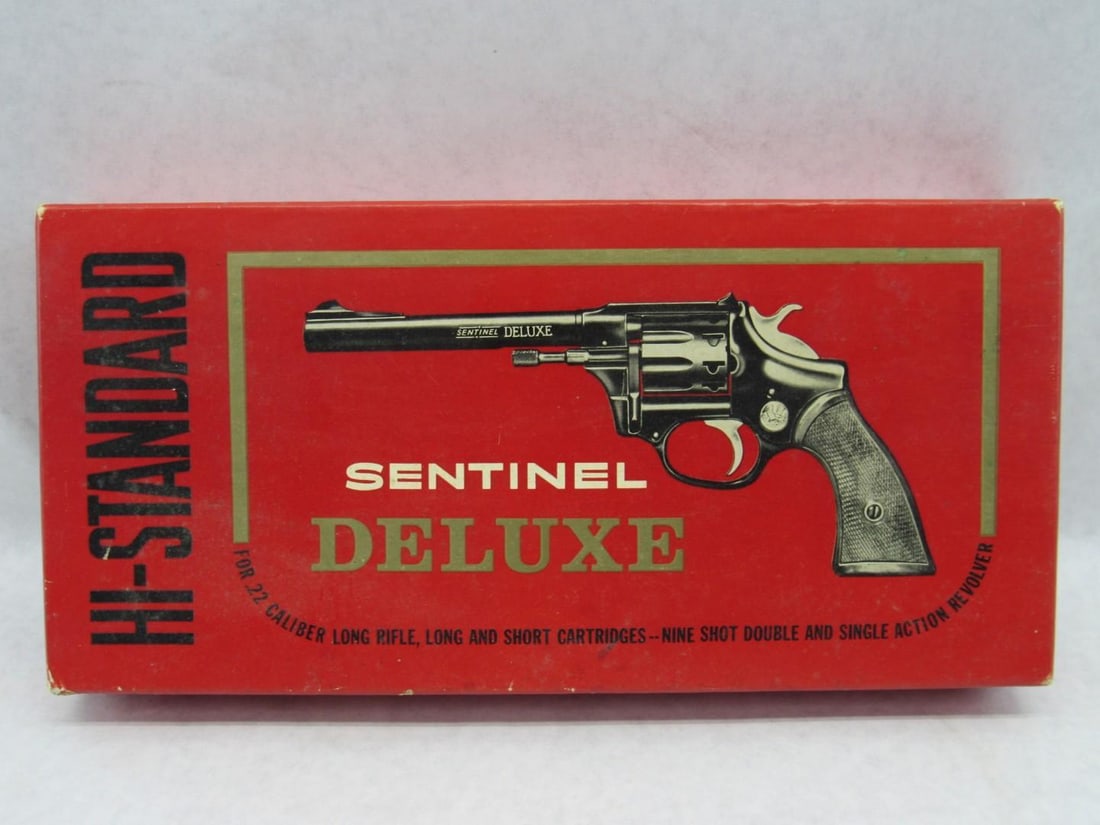 HI-STANDARD
SENTINEL DELUXE
SENTINEL
DELUXE
FOR .22 CALIBER LONG RIFLE, LONG AND SHORT CARTRIDGES--NINE SHOT DOUBLE AND SINGLE ACTION REVOLVER